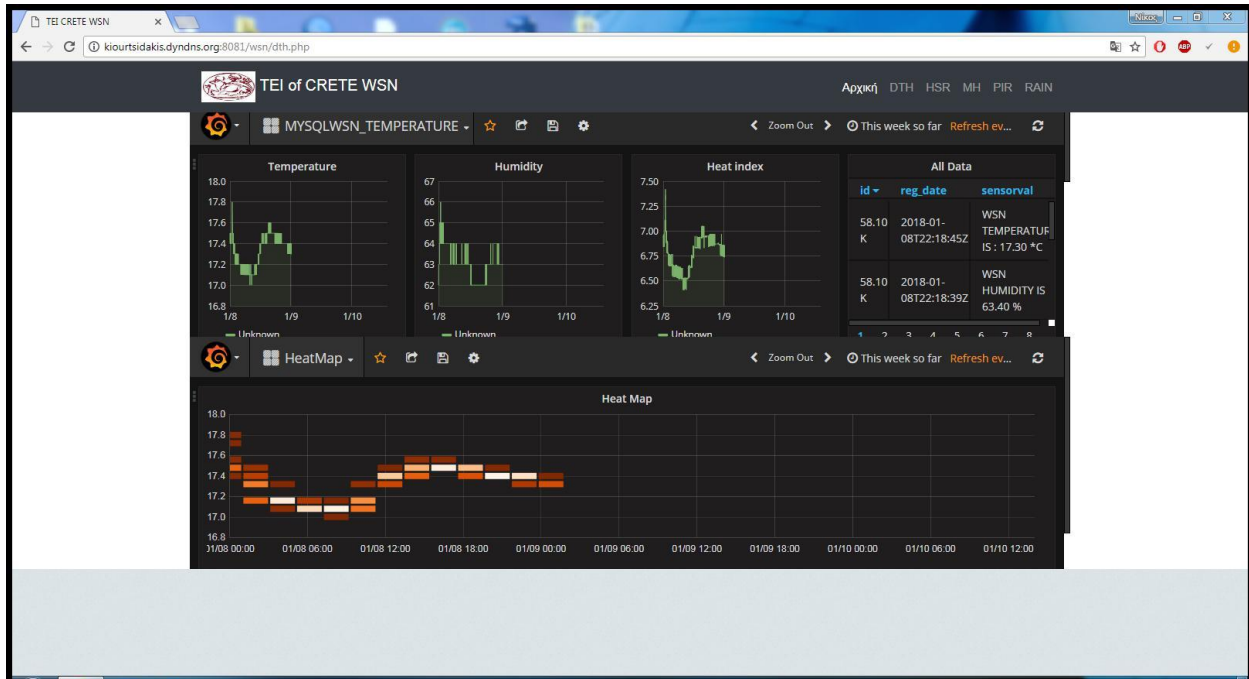 TEI CRETE WSN
Νίκος
kiourtsidakis.dyndns.org:8081/wsn/dth.php
ABP
TEI of CRETE WSN
Αρχική DTH HSR MH PIR RAIN
MYSQLWSN_TEMPERATURE
Zoom Out
This week so far Refresh ev...
Temperature
18.0
17.8
17.6
17.4
17.2
17.0
16.8
1/8 1/9 1/10
Unknown
Humidity
67
66
65
64
63
62
61
1/8 1/9 1/10
Heat index
7.50
7.25
7.00
6.75
6.50
6.25
1/8 1/9 1/10
Unknown
All Data
id reg_date sensorval
58.10 K
2018-01-08T22:18:45Z
WSN
TEMPERATUR
IS : 17.30 *C
58.10 K
2018-01-08T22:18:39Z
WSN
HUMIDITY IS
63.40 %
1 2 3 4 5 6 7 8
HeatMap
Zoom Out
This week so far Refresh ev...
Heat Map
18.0
17.8
17.6
17.4
17.2
17.0
16.8
01/08 00:00 01/08 06:00 01/08 12:00 01/08 18:00 01/09 00:00 01/09 06:00 01/09 12:00 01/09 18:00 01/10 00:00 01/10 06:00 01/10 12:00